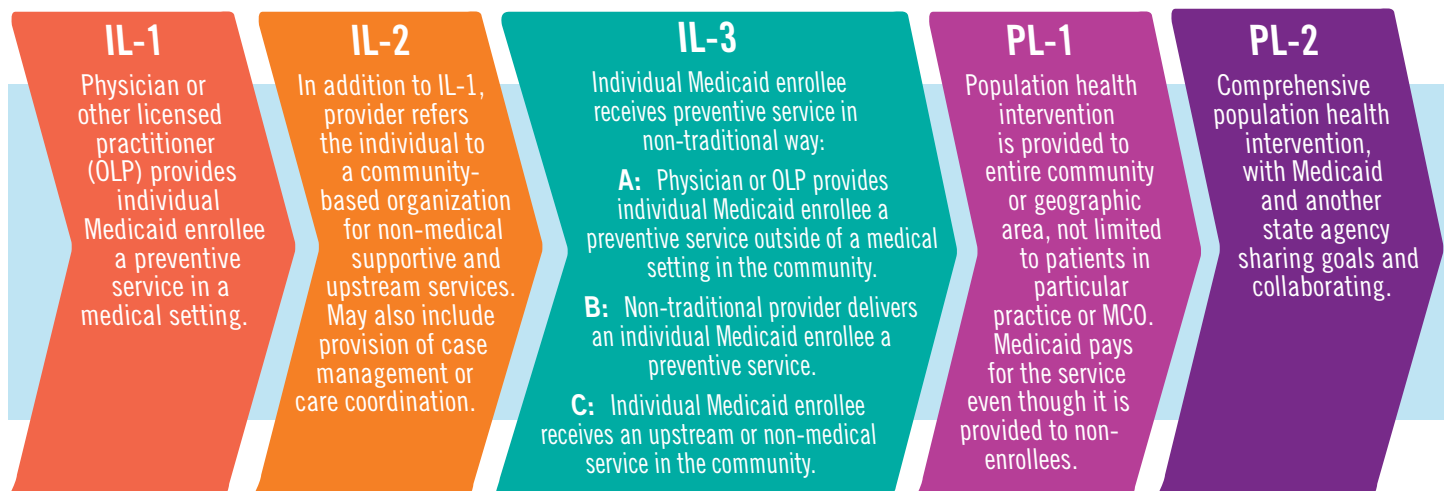 IL-1
Physician or
other licensed
practitioner
(OLP) provides
individual
Medicaid enrollee
a preventive
service in a
medical setting.
IL-2
In addition to IL-1,
provider refers
the individual to
a community-
based organization
for non-medical
supportive and
upstream services.
May also include
provision of case
management or
care coordination.
IL-3
Individual Medicaid enrollee
receives preventive service in
non-traditional way:
A: Physician or OLP provides
individual Medicaid enrollee a
preventive service outside of a medical
setting in the community.
B: Non-traditional provider delivers
an individual Medicaid enrollee a
preventive service.
C: Individual Medicaid enrollee
receives an upstream or non-medical
service in the community.
PL-1
Population health
intervention
is provided to
entire community
or geographic
area, not limited
to patients in
particular
practice or MCO.
Medicaid pays
for the service
even though it is
provided to non-
enrollees.
PL-2
Comprehensive
population health
intervention,
with Medicaid
and another
state agency
sharing goals and
collaborating.